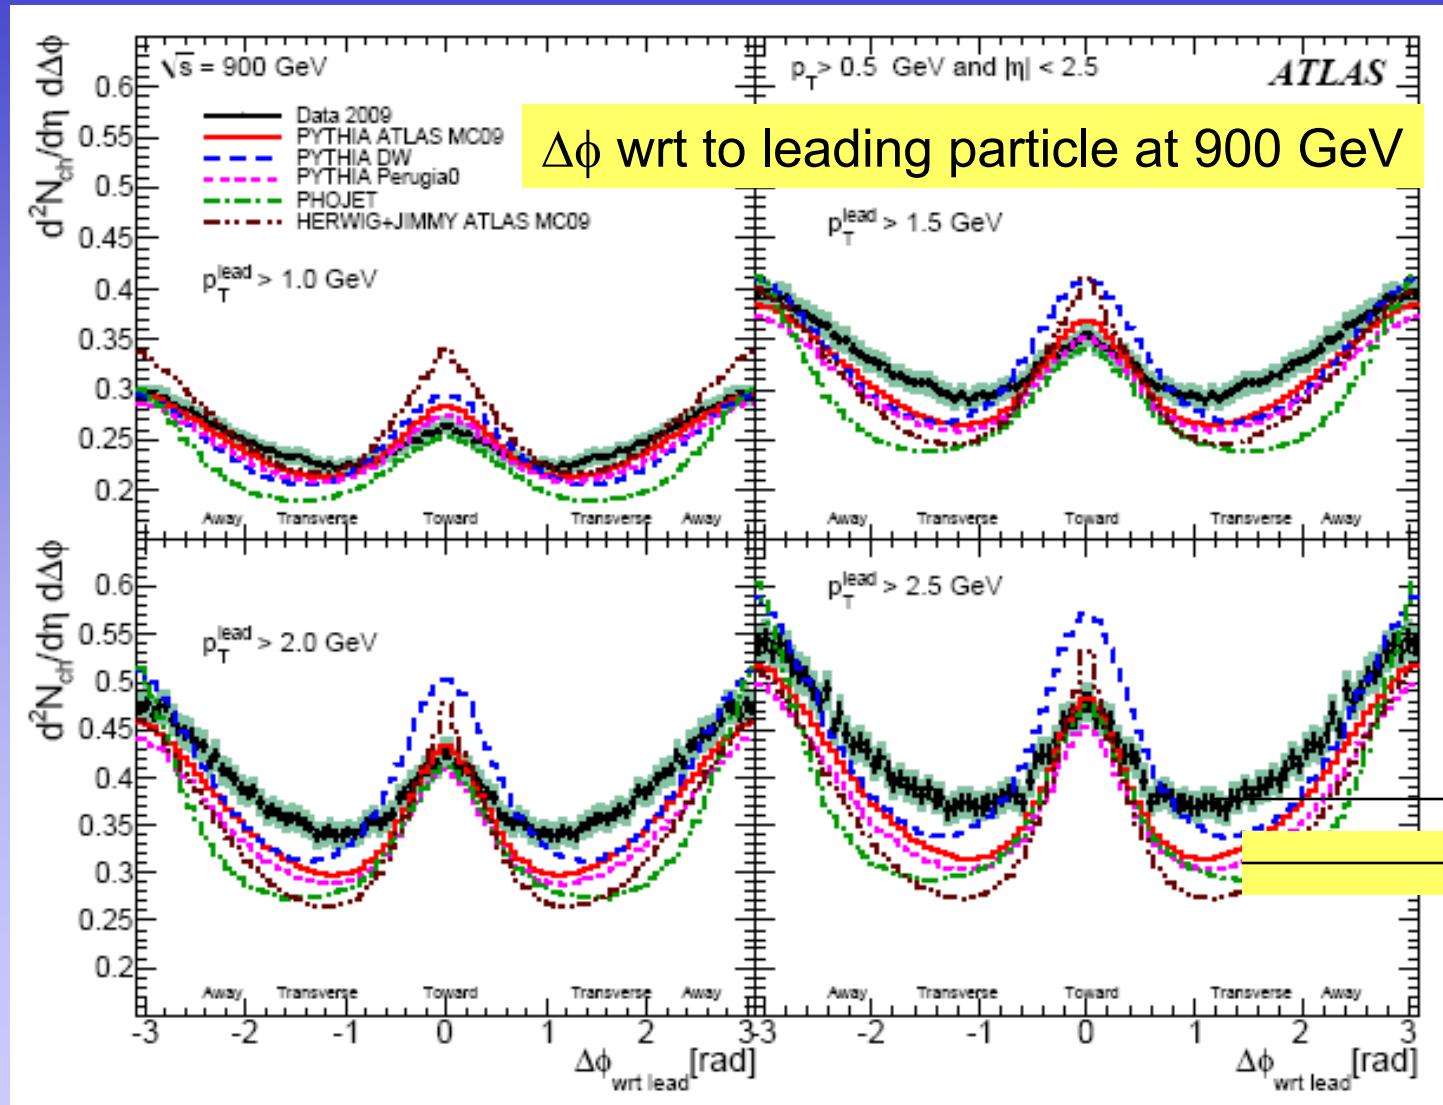 √s = 900 GeV
p_T > 0.5 GeV and |η| < 2.5
ATLAS
Data 2009
PYTHIA ATLAS MC09
PYTHIA DW
PYTHIA Perugia0
PHOJET
HERWIG+JIMMY ATLAS MC09
Δϕ wrt to leading particle at 900 GeV
p_T^lead > 1.0 GeV
p_T^lead > 1.5 GeV
d²N_ch/dη dΔϕ
0.6
0.55
0.5
0.45
0.4
0.35
0.3
0.25
0.2
Away Transverse Toward Transverse Away
Away Transverse Toward Transverse Away
p_T^lead > 2.0 GeV
p_T^lead > 2.5 GeV
d²N_ch/dη dΔϕ
0.6
0.55
0.5
0.45
0.4
0.35
0.3
0.25
0.2
Away Transverse Toward Transverse Away
Away Transverse Toward Transverse Away
-3 -2 -1 0 1 2 3
-3 -2 -1 0 1 2 3
Δϕ_wrt lead [rad]
Δϕ_wrt lead [rad]